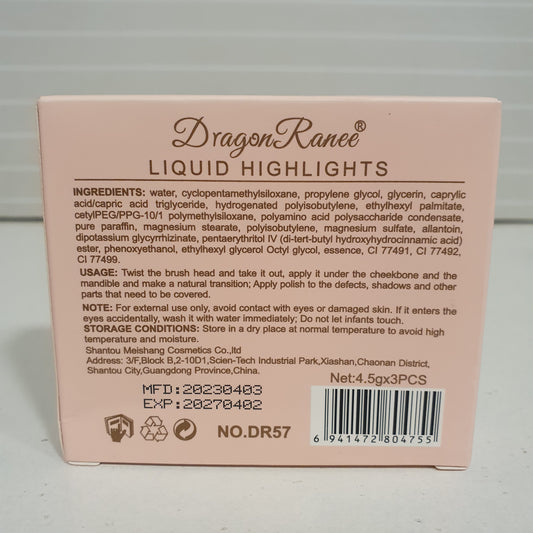 DragonRanee®
LIQUID HIGHLIGHTS
INGREDIENTS: water, cyclopentamethylsiloxane, propylene glycol, glycerin, caprylic
acid/capric acid triglyceride, hydrogenated polyisobutylene, ethylhexyl palmitate,
cetylPEG/PPG-10/1 polymethylsiloxane, polyamino acid polysaccharide condensate,
pure paraffin, magnesium stearate, polyisobutylene, magnesium sulfate, allantoin,
dipotassium glycyrrhizinate, pentaerythritol IV (di-tert-butyl hydroxyhydrocinnamic acid)
ester, phenoxyethanol, ethylhexyl glycerol Octyl glycol, essence, CI 77491, CI 77492,
CI 77499.
USAGE: Twist the brush head and take it out, apply it under the cheekbone and the
mandible and make a natural transition; Apply polish to the defects, shadows and other
parts that need to be covered.
NOTE: For external use only, avoid contact with eyes or damaged skin. If it enters the
eyes accidentally, wash it with water immediately; Do not let infants touch.
STORAGE CONDITIONS: Store in a dry place at normal temperature to avoid high
temperature and moisture.
Shantou Meishang Cosmetics Co.,ltd
Address: 3/F,Block B,2-10D1,Scien-Tech Industrial Park,Xiashan,Chaonan District,
Shantou City,Guangdong Province,China.
Net:4.5gx3PCS
MFD:20230403
EXP:20270402
NO.DR57
6 941472 804755